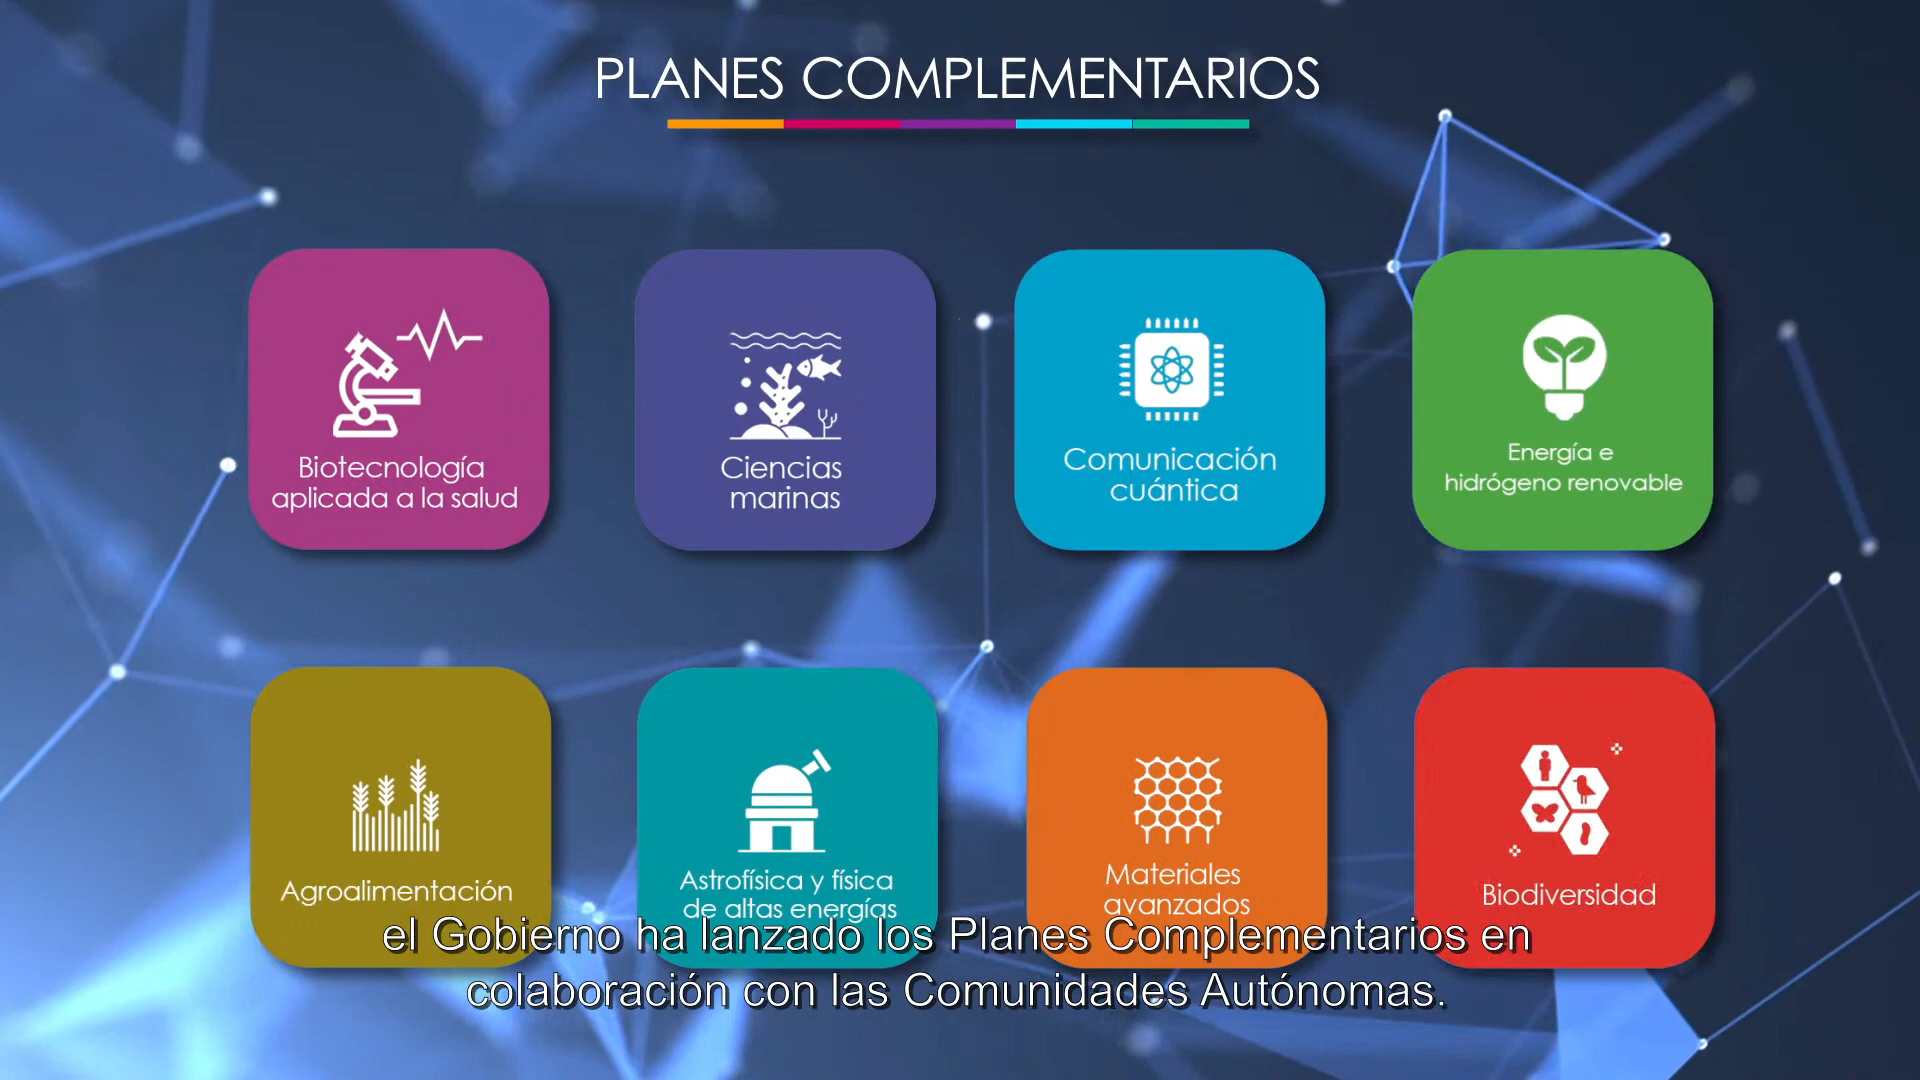 PLANES COMPLEMENTARIOS
Biotecnología
aplicada a la salud
Ciencias
marinas
Comunicación
cuántica
Energía e
hidrógeno renovable
Agroalimentación
Astrofísica y física
de altas energías
Materiales
avanzados
Biodiversidad
el Gobierno ha lanzado los Planes Complementarios en
colaboración con las Comunidades Autónomas.